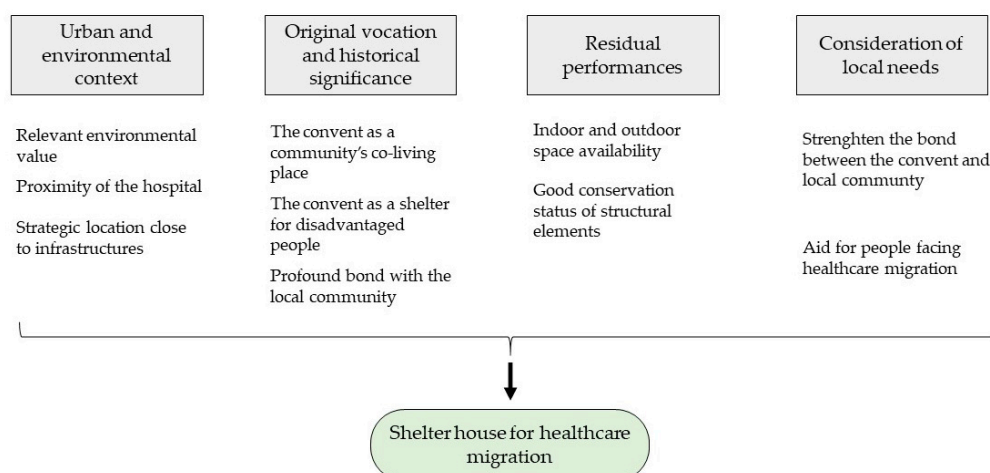 Urban and
environmental
context
Original vocation
and historical
significance
Residual
performances
Consideration of
local needs
Relevant environmental
value
Proximity of the hospital
Strategic location close
to infrastructures
The convent as a
community's co-living
place
The convent as a shelter
for disadvantaged
people
Profound bond with the
local community
Indoor and outdoor
space availability
Good conservation
status of structural
elements
Strenghten the bond
between the convent and
local communty
Aid for people facing
healthcare migration
Shelter house for healthcare
migration